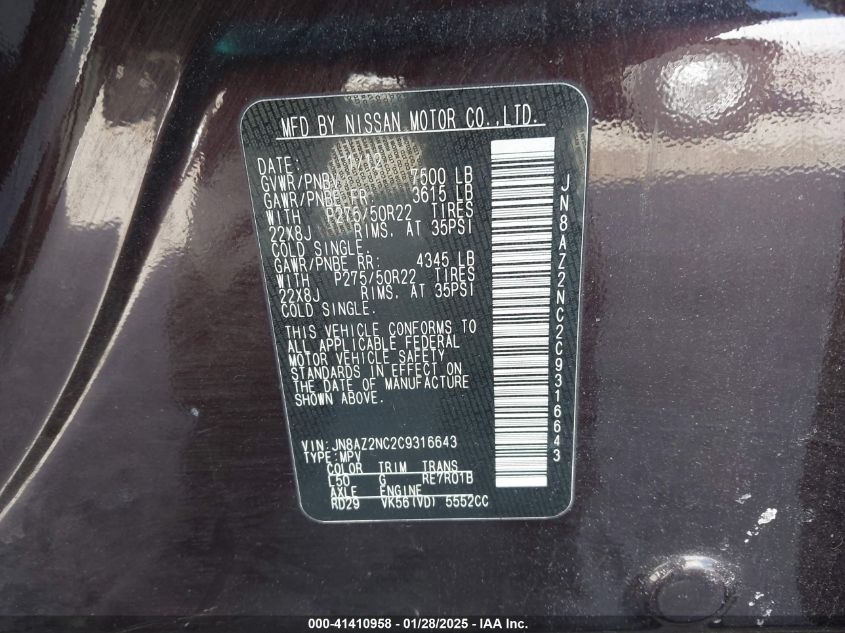 MFD BY NISSAN MOTOR CO.,LTD.
DATE: 1/12
GVWR/PNBV 7500 LB
GAWR/PNBE FR 3615 LB
WITH P275/50R22 TIRES
22X8J RIMS. AT 35PSI
COLD SINGLE.
GAWR/PNBE RR: 4345 LB
WITH P275/50R22 TIRES
22X8J RIMS. AT 35PSI
COLD SINGLE.
THIS VEHICLE CONFORMS TO
ALL APPLICABLE FEDERAL
MOTOR VEHICLE SAFETY
STANDARDS IN EFFECT ON
THE DATE OF MANUFACTURE
SHOWN ABOVE.
VIN:JN8AZ2NC2C9316643
TYPE:MPV
COLOR TRIM TRANS
L50 G RE7R01B
AXLE ENGINE
RD29 VK56(VD) 5552CC
JN8AZ2NC2C9316643
000-41410958 | 01/28/2025 - IAA Inc.